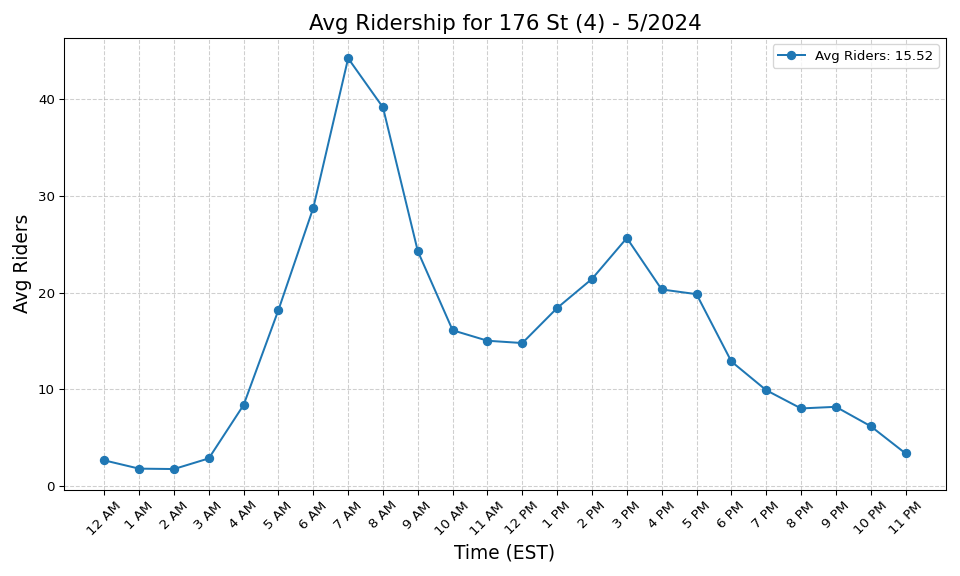 Avg Ridership for 176 St (4) - 5/2024
Avg Riders: 15.52
Avg Riders
40
30
20
10
0
12 AM
1 AM
2 AM
3 AM
4 AM
5 AM
6 AM
7 AM
8 AM
9 AM
10 AM
11 AM
12 PM
1 PM
2 PM
3 PM
4 PM
5 PM
6 PM
7 PM
8 PM
9 PM
10 PM
11 PM
Time (EST)